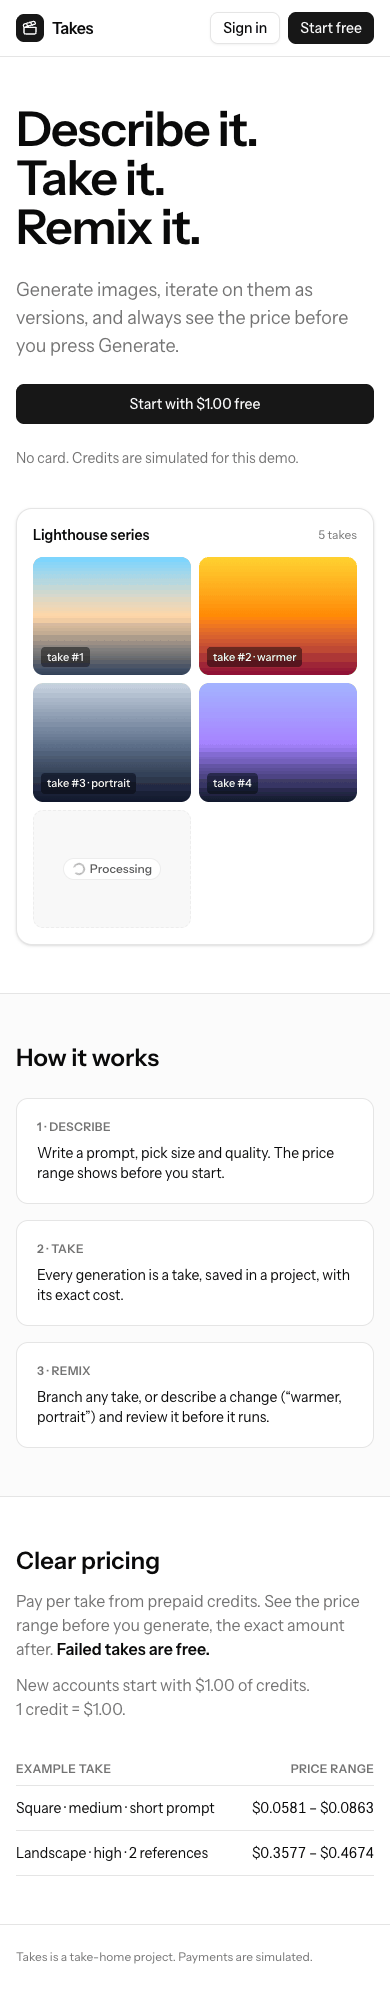 Takes
Sign in
Start free
Describe it.
Take it.
Remix it.
Generate images, iterate on them as
versions, and always see the price before
you press Generate.
Start with $1.00 free
No card. Credits are simulated for this demo.
Lighthouse series
5 takes
take #1
take #2 · warmer
take #3 · portrait
take #4
Processing
How it works
1 · DESCRIBE
Write a prompt, pick size and quality. The price
range shows before you start.
2 · TAKE
Every generation is a take, saved in a project, with
its exact cost.
3 · REMIX
Branch any take, or describe a change (“warmer,
portrait”) and review it before it runs.
Clear pricing
Pay per take from prepaid credits. See the price
range before you generate, the exact amount
after. Failed takes are free.
New accounts start with $1.00 of credits.
1 credit = $1.00.
EXAMPLE TAKE
PRICE RANGE
Square · medium · short prompt
$0.0581 – $0.0863
Landscape · high · 2 references
$0.3577 – $0.4674
Takes is a take-home project. Payments are simulated.